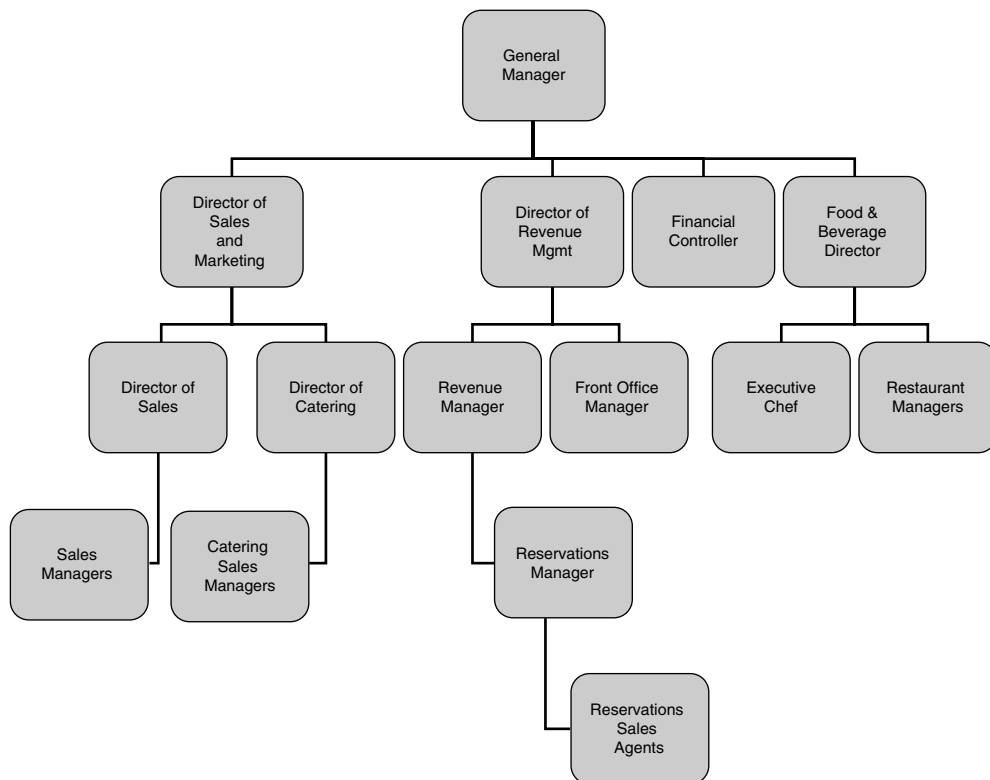 General
Manager
Director of
Sales
and
Marketing
Director of
Revenue
Mgmt
Financial
Controller
Food &
Beverage
Director
Director of
Sales
Director of
Catering
Revenue
Manager
Front Office
Manager
Executive
Chef
Restaurant
Managers
Sales
Managers
Catering
Sales
Managers
Reservations
Manager
Reservations
Sales
Agents